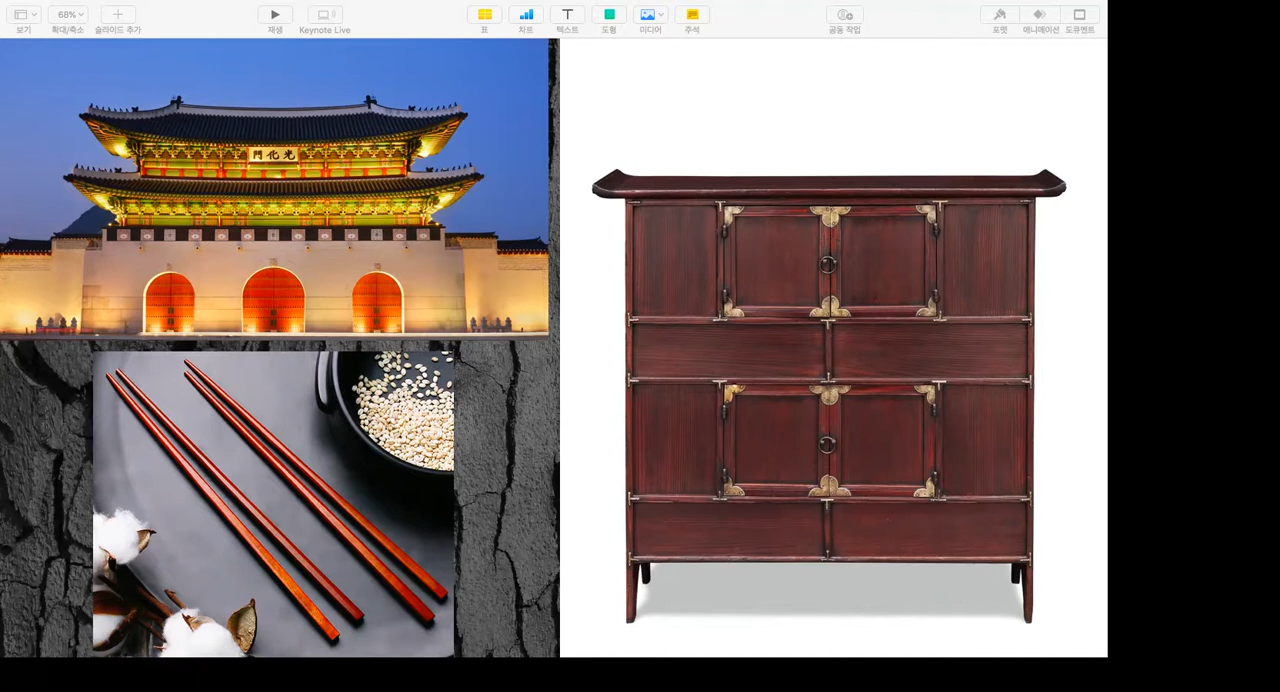 68%
보기
확대/축소
슬라이드 추가
재생
Keynote Live
표
차트
텍스트
도형
미디어
주석
공동 작업
포맷
애니메이션
도큐멘트
門化光